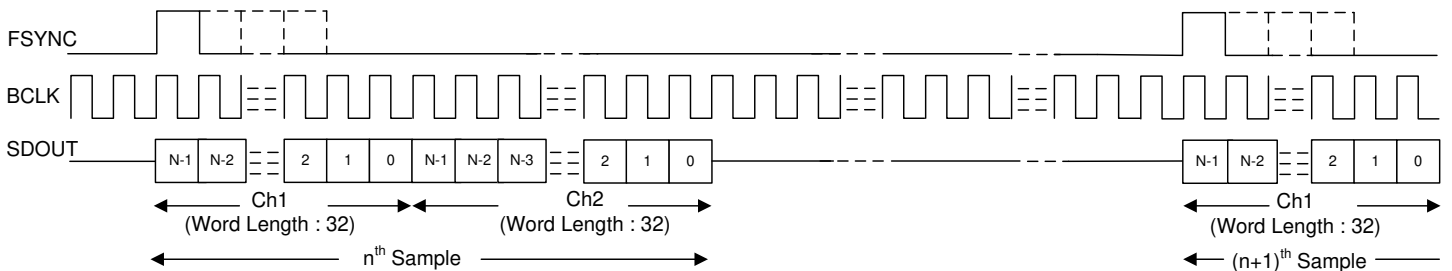 FSYNC
BCLK
SDOUT
N-1 N-2 2 1 0 N-1 N-2 N-3 2 1 0 N-1 N-2 2 1 0
Ch1 Ch2 Ch1
(Word Length : 32) (Word Length : 32) (Word Length : 32)
nth Sample (n+1)th Sample